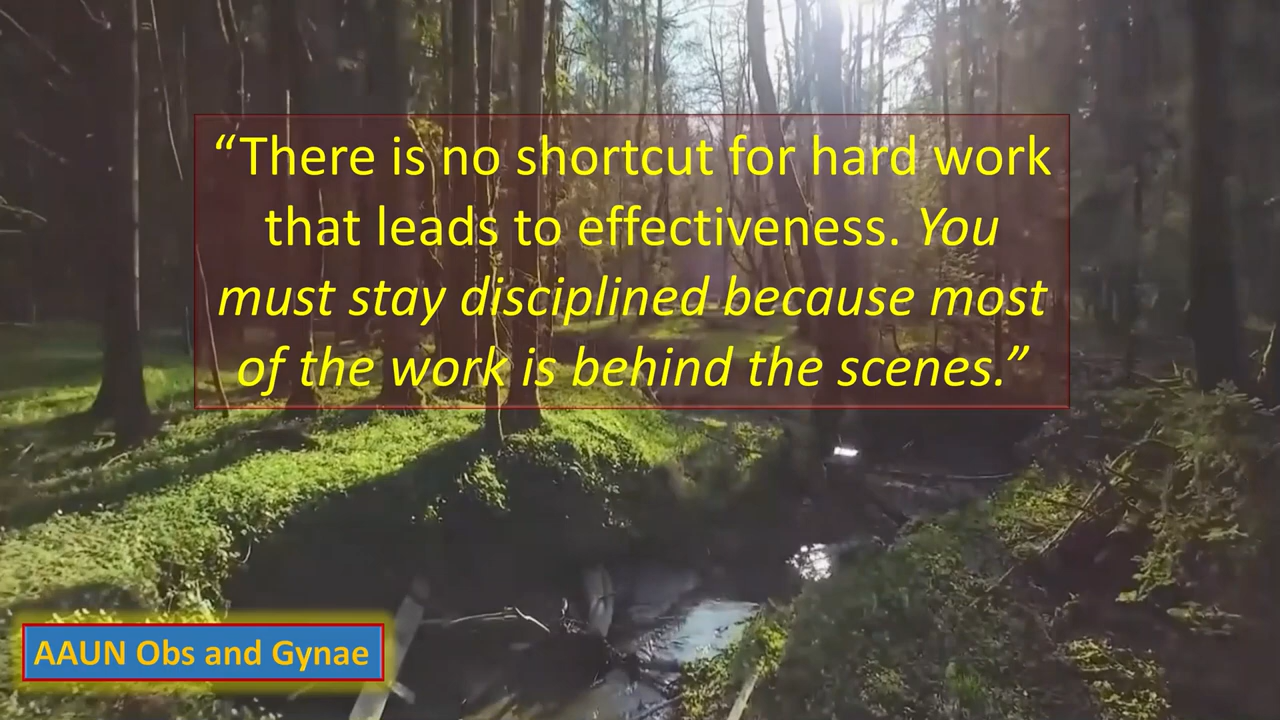 “There is no shortcut for hard work
that leads to effectiveness. You
must stay disciplined because most
of the work is behind the scenes.”
AAUN Obs and Gynae